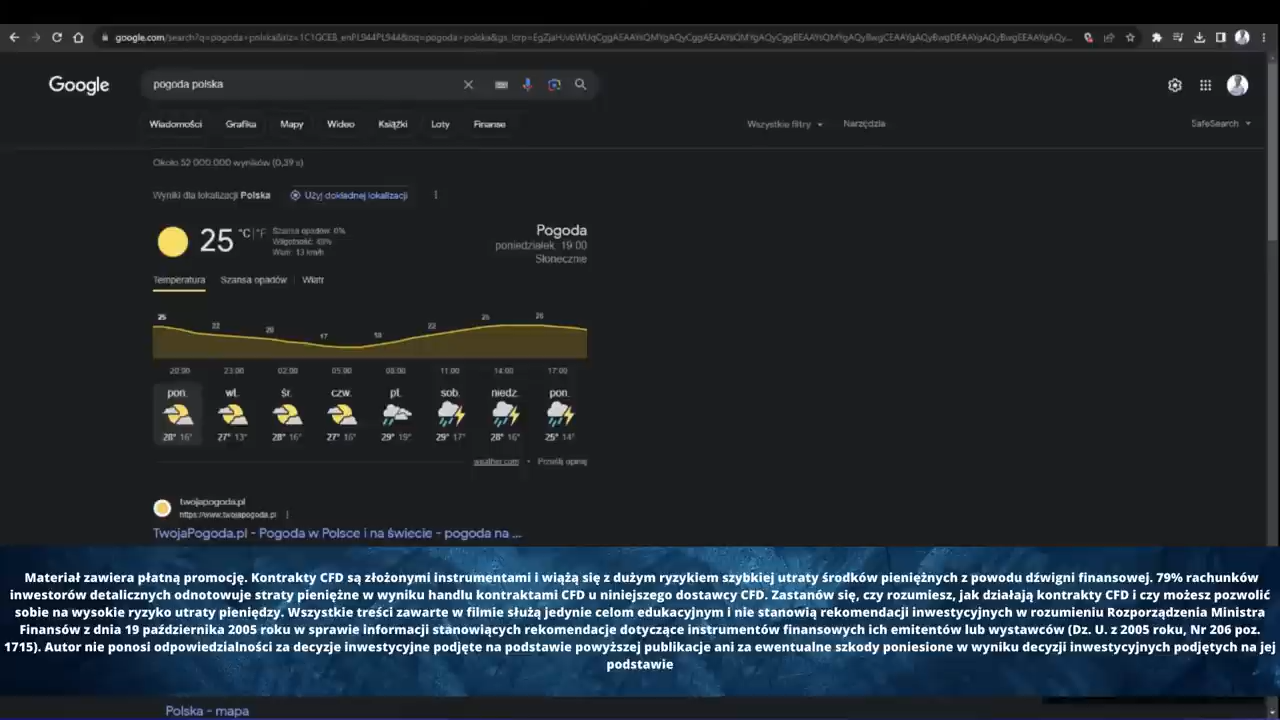 google.com/search?q=pogoda+polska
Google
pogoda polska
Wiadomości Grafika Mapy Wideo Książki Loty Finanse
Wszystkie filtry Narzędzia
SafeSearch
Około 52 000 000 wyników (0,39 s)
Wyniki dla lokalizacji Polska Użyj dokładnej lokalizacji
25 °C | °F
Szansa opadów: 0%
Wilgotność: 49%
Wiatr: 13 km/h
Pogoda
poniedziałek, 19:00
Słonecznie
Temperatura Szansa opadów Wiatr
25 22 20 17 18 22 25 26
20:00 23:00 02:00 05:00 08:00 11:00 14:00 17:00
pon. wt. śr. czw. pt. sob. niedz. pon.
28° 16° 27° 13° 28° 16° 27° 16° 29° 19° 29° 17° 28° 16° 25° 14°
weather.com • Prześlij opinię
twojapogoda.pl
https://www.twojapogoda.pl
TwojaPogoda.pl - Pogoda w Polsce i na świecie - pogoda na ...
Materiał zawiera płatną promocję. Kontrakty CFD są złożonymi instrumentami i wiążą się z dużym ryzykiem szybkiej utraty środków pieniężnych z powodu dźwigni finansowej. 79% rachunków
inwestorów detalicznych odnotowuje straty pieniężne w wyniku handlu kontraktami CFD u niniejszego dostawcy CFD. Zastanów się, czy rozumiesz, jak działają kontrakty CFD i czy możesz pozwolić
sobie na wysokie ryzyko utraty pieniędzy. Wszystkie treści zawarte w filmie służą jedynie celom edukacyjnym i nie stanowią rekomendacji inwestycyjnych w rozumieniu Rozporządzenia Ministra
Finansów z dnia 19 października 2005 roku w sprawie informacji stanowiących rekomendacje dotyczące instrumentów finansowych ich emitentów lub wystawców (Dz. U. z 2005 roku, Nr 206 poz.
1715). Autor nie ponosi odpowiedzialności za decyzje inwestycyjne podjęte na podstawie powyższej publikacje ani za ewentualne szkody poniesione w wyniku decyzji inwestycyjnych podjętych na jej
podstawie
Polska - mapa